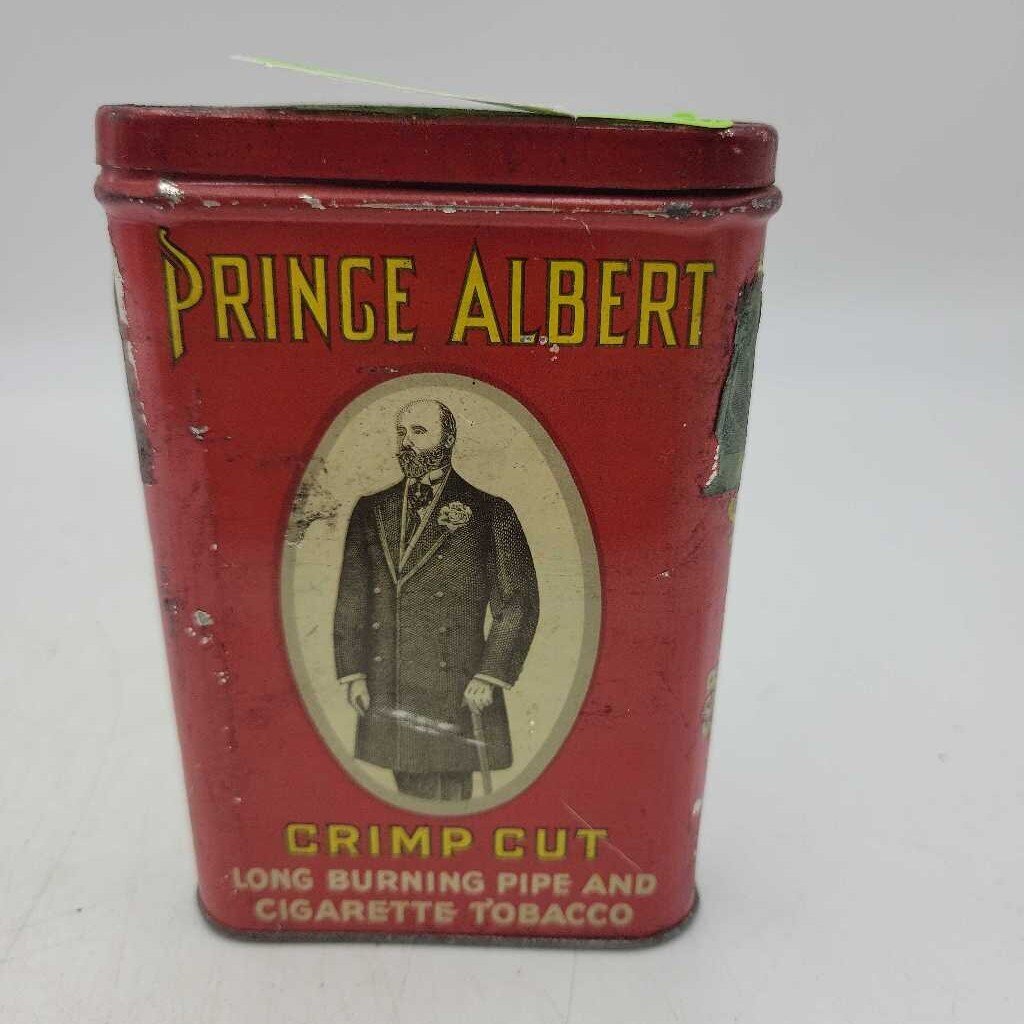 PRINCE ALBERT
CRIMP CUT
LONG BURNING PIPE AND
CIGARETTE TOBACCO